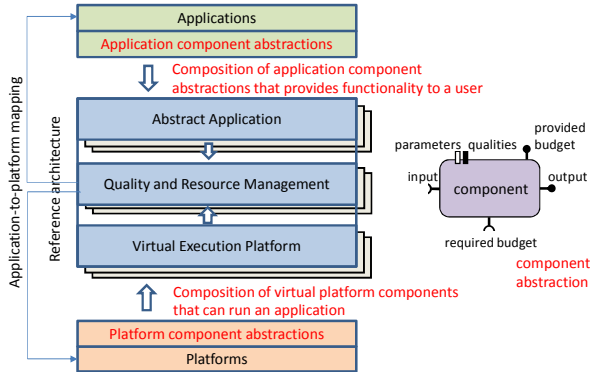 Applications
Application component abstractions
Composition of application component
abstractions that provides functionality to a user
Abstract Application
Quality and Resource Management
Virtual Execution Platform
Composition of virtual platform components
that can run an application
Platform component abstractions
Platforms
Application-to-platform mapping
Reference architecture
parameters
qualities
provided
budget
input
component
output
required budget
component
abstraction